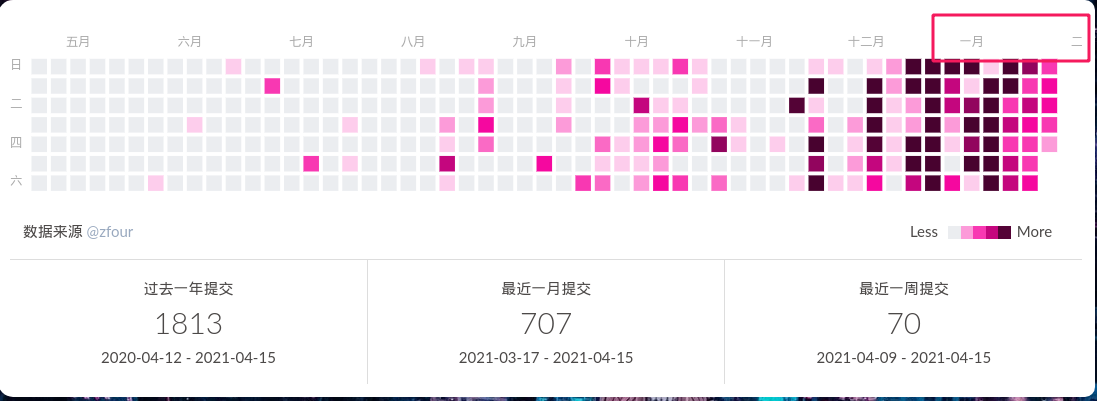 五月 六月 七月 八月 九月 十月 十一月 十二月 一月 二
日
二
四
六
数据来源 @zfour Less More
过去一年提交 最近一月提交 最近一周提交
1813 707 70
2020-04-12 - 2021-04-15 2021-03-17 - 2021-04-15 2021-04-09 - 2021-04-15